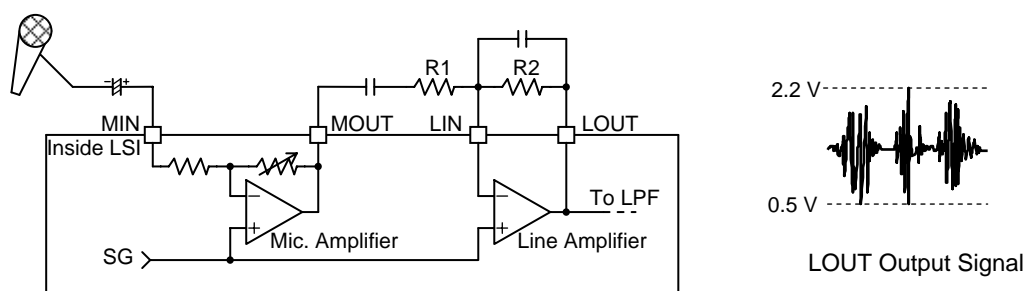 R1
R2
MIN
MOUT
LIN
LOUT
Inside LSI
− +
− +
− +
To LPF
Mic. Amplifier
Line Amplifier
SG
2.2 V
0.5 V
LOUT Output Signal